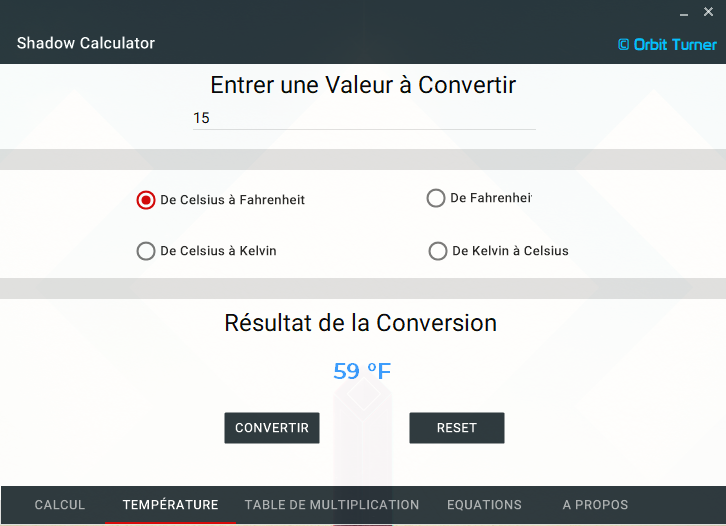 Shadow Calculator
© Orbit Turner
Entrer une Valeur à Convertir
15
De Celsius à Fahrenheit
De Fahrenhei
De Celsius à Kelvin
De Kelvin à Celsius
Résultat de la Conversion
59 °F
CONVERTIR
RESET
CALCUL
TEMPÉRATURE
TABLE DE MULTIPLICATION
EQUATIONS
A PROPOS